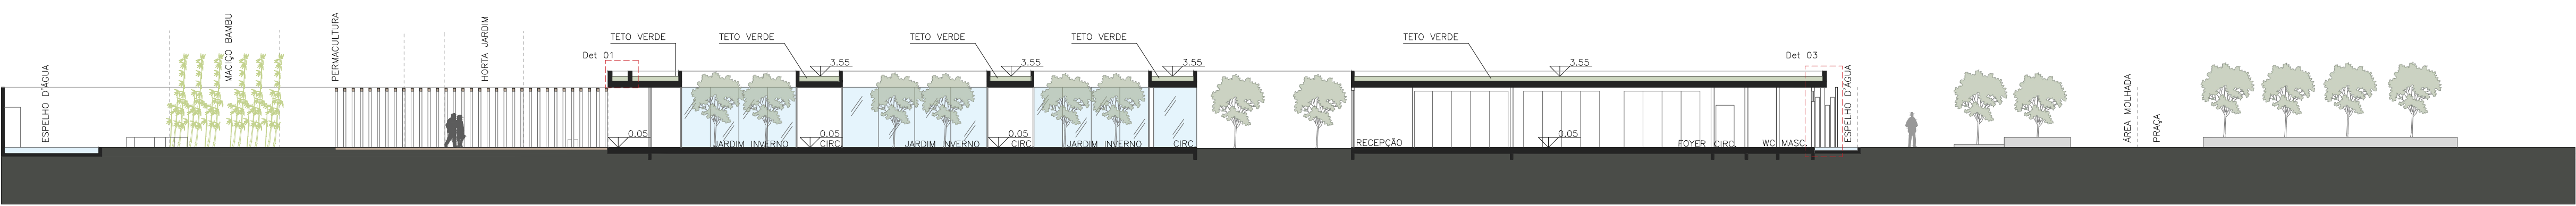 ESPELHO D'ÁGUA
MACIÇO BAMBU
PERMACULTURA
HORTA JARDIM
Det 01
TETO VERDE
TETO VERDE
3.55
TETO VERDE
3.55
TETO VERDE
3.55
TETO VERDE
3.55
Det 03
0.05
JARDIM INVERNO
0.05
CIRC.
JARDIM INVERNO
0.05
CIRC.
JARDIM INVERNO
CIRC.
RECEPÇÃO
0.05
FOYER
CIRC.
WC MASC.
ESPELHO D'ÁGUA
ÁREA MOLHADA
PRAÇA